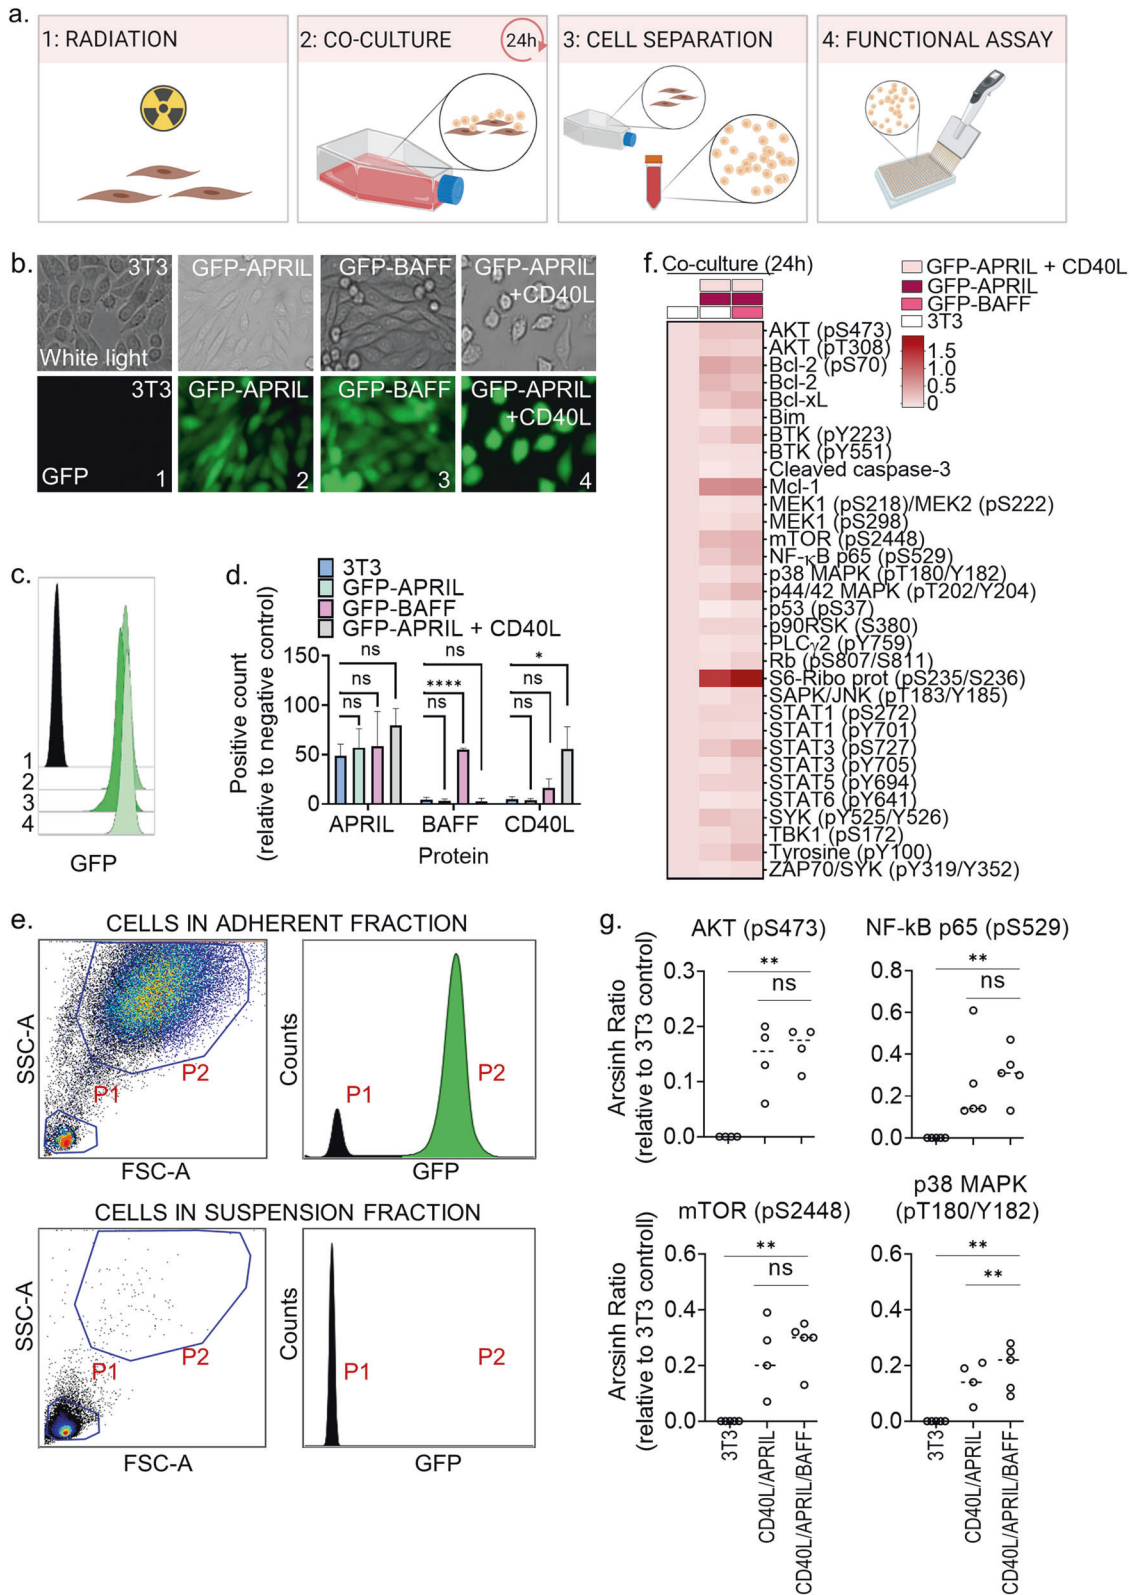 a.
1: RADIATION
2: CO-CULTURE
24h
3: CELL SEPARATION
4: FUNCTIONAL ASSAY
b.
3T3
White light
GFP-APRIL
GFP-BAFF
GFP-APRIL
+CD40L
3T3
GFP
1
GFP-APRIL
2
GFP-BAFF
3
GFP-APRIL
+CD40L
4
c.
1
2
3
4
GFP
d.
3T3
GFP-APRIL
GFP-BAFF
GFP-APRIL + CD40L
Positive count
(relative to negative control)
150
100
50
0
ns
ns
ns
ns
****
ns
*
ns
ns
APRIL
BAFF
CD40L
Protein
e.
CELLS IN ADHERENT FRACTION
SSC-A
P1
P2
FSC-A
Counts
P1
P2
GFP
CELLS IN SUSPENSION FRACTION
SSC-A
P1
P2
FSC-A
Counts
P1
P2
GFP
f.
Co-culture (24h)
GFP-APRIL + CD40L
GFP-APRIL
GFP-BAFF
3T3
1.5
1.0
0.5
0
AKT (pS473)
AKT (pT308)
Bcl-2 (pS70)
Bcl-2
Bcl-xL
Bim
BTK (pY223)
BTK (pY551)
Cleaved caspase-3
Mcl-1
MEK1 (pS218)/MEK2 (pS222)
MEK1 (pS298)
mTOR (pS2448)
NF-κB p65 (pS529)
p38 MAPK (pT180/Y182)
p44/42 MAPK (pT202/Y204)
p53 (pS37)
p90RSK (S380)
PLCγ2 (pY759)
Rb (pS807/S811)
S6-Ribo prot (pS235/S236)
SAPK/JNK (pT183/Y185)
STAT1 (pS272)
STAT1 (pY701)
STAT3 (pS727)
STAT3 (pY705)
STAT5 (pY694)
STAT6 (pY641)
SYK (pY525/Y526)
TBK1 (pS172)
Tyrosine (pY100)
ZAP70/SYK (pY319/Y352)
g.
AKT (pS473)
Arcsinh Ratio
(relative to 3T3 control)
0.3
0.2
0.1
0.0
**
ns
NF-kB p65 (pS529)
0.8
0.6
0.4
0.2
0.0
**
ns
mTOR (pS2448)
Arcsinh Ratio
(relative to 3T3 control)
0.6
0.4
0.2
0.0
**
ns
3T3
CD40L/APRIL
CD40L/APRIL/BAFF
p38 MAPK
(pT180/Y182)
0.6
0.4
0.2
0.0
**
**
3T3
CD40L/APRIL
CD40L/APRIL/BAFF